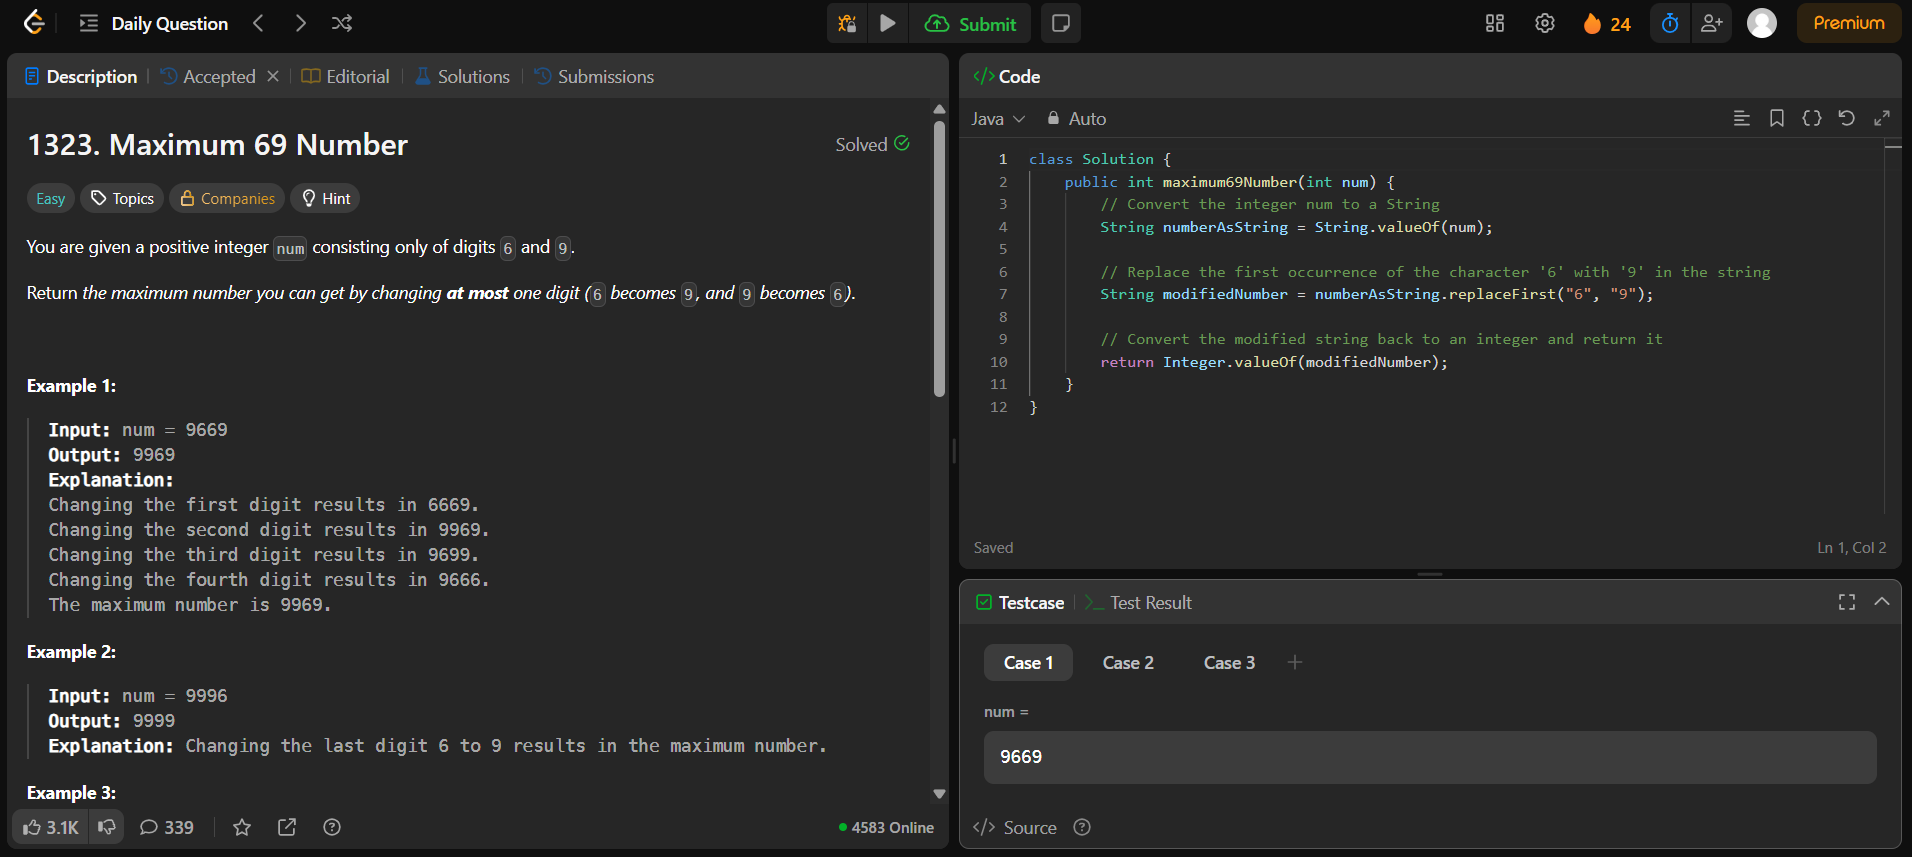 Daily Question
Submit
24
Premium
Description
Accepted
Editorial
Solutions
Submissions
1323. Maximum 69 Number
Solved
Easy
Topics
Companies
Hint
You are given a positive integer num consisting only of digits 6 and 9.
Return the maximum number you can get by changing at most one digit (6 becomes 9, and 9 becomes 6).
Example 1:
Input: num = 9669
Output: 9969
Explanation:
Changing the first digit results in 6669.
Changing the second digit results in 9969.
Changing the third digit results in 9699.
Changing the fourth digit results in 9666.
The maximum number is 9969.
Example 2:
Input: num = 9996
Output: 9999
Explanation: Changing the last digit 6 to 9 results in the maximum number.
Example 3:
3.1K
339
4583 Online
</> Code
Java
Auto
1 class Solution {
2 public int maximum69Number(int num) {
3 // Convert the integer num to a String
4 String numberAsString = String.valueOf(num);
5
6 // Replace the first occurrence of the character '6' with '9' in the string
7 String modifiedNumber = numberAsString.replaceFirst("6", "9");
8
9 // Convert the modified string back to an integer and return it
10 return Integer.valueOf(modifiedNumber);
11 }
12 }
Saved
Ln 1, Col 2
Testcase
>_ Test Result
Case 1
Case 2
Case 3
+
num =
9669
</> Source